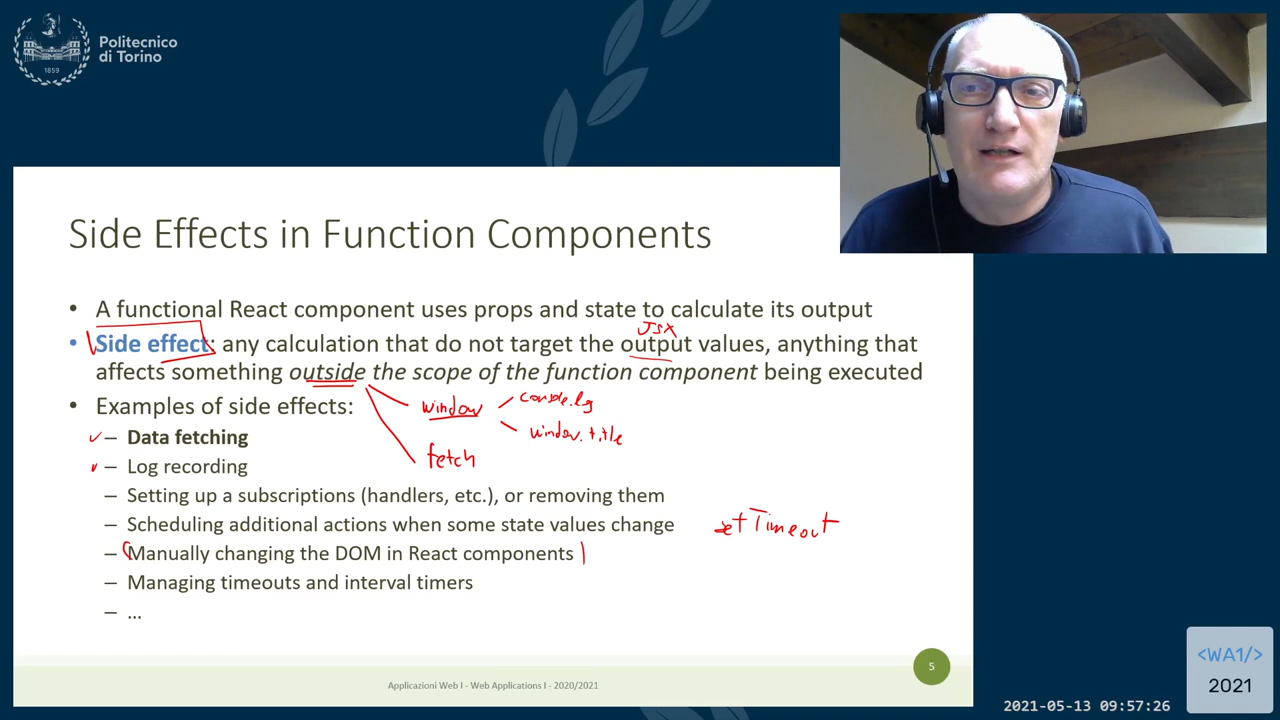 Politecnico
di Torino
1859
Side Effects in Function Components
• A functional React component uses props and state to calculate its output
JSX
• Side effect: any calculation that do not target the output values, anything that
affects something outside the scope of the function component being executed
• Examples of side effects:
window
console.log
window.title
fetch
– Data fetching
– Log recording
– Setting up a subscriptions (handlers, etc.), or removing them
– Scheduling additional actions when some state values change
setTimeout
– Manually changing the DOM in React components
– Managing timeouts and interval timers
– …
5
Applicazioni Web I - Web Applications I - 2020/2021
<WA1/>
2021
2021-05-13 09:57:26